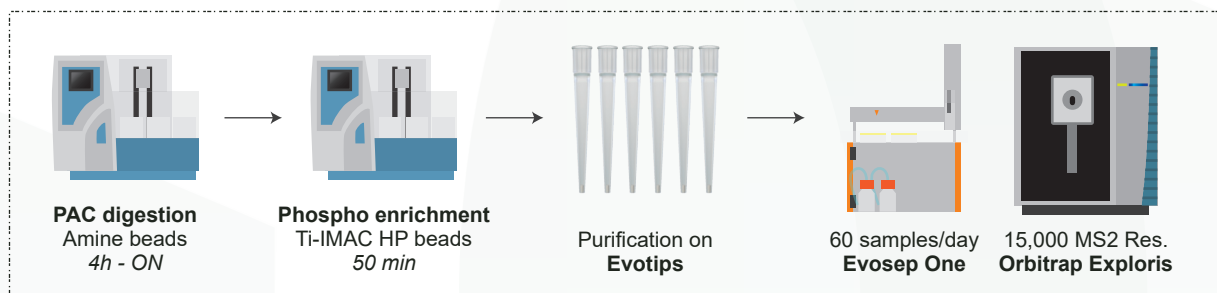 PAC digestion
Amine beads
4h - ON
Phospho enrichment
Ti-IMAC HP beads
50 min
Purification on
Evotips
60 samples/day
Evosep One
15,000 MS2 Res.
Orbitrap Exploris